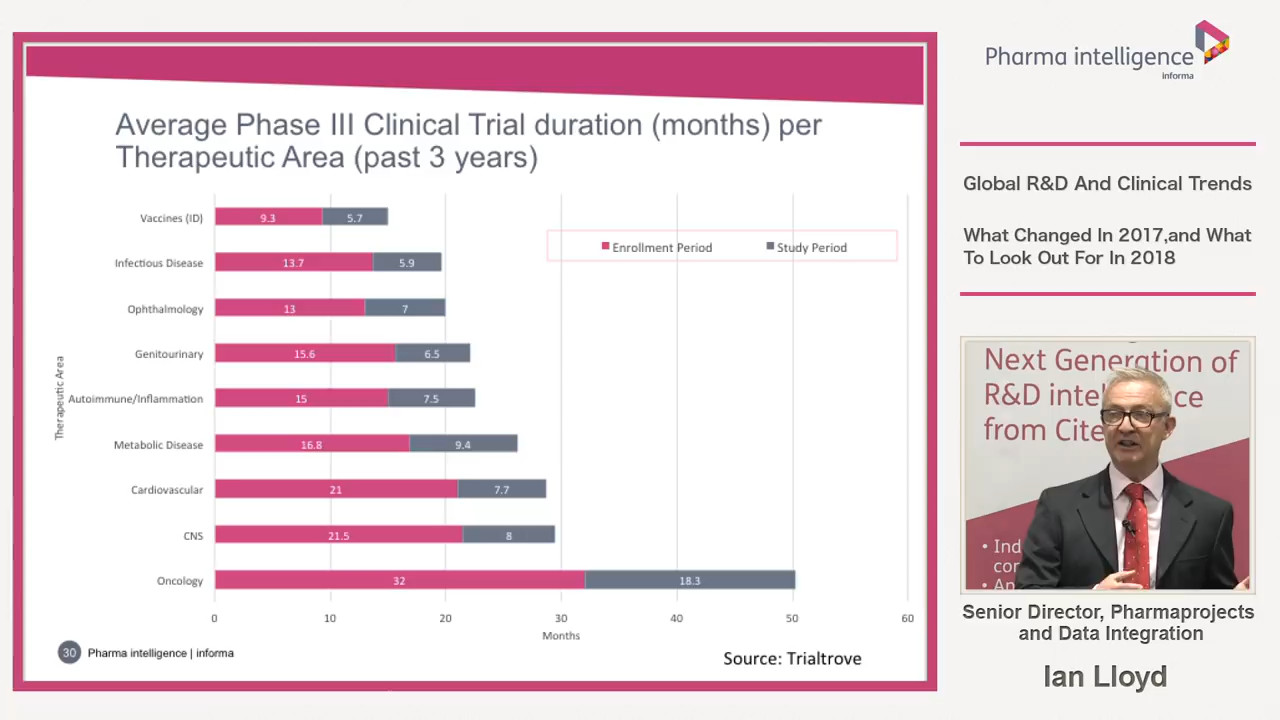 Average Phase III Clinical Trial duration (months) per
Therapeutic Area (past 3 years)
Enrollment Period
Study Period
Therapeutic Area
Vaccines (ID)
9.3
5.7
Infectious Disease
13.7
5.9
Ophthalmology
13
7
Genitourinary
15.6
6.5
Autoimmune/Inflammation
15
7.5
Metabolic Disease
16.8
9.4
Cardiovascular
21
7.7
CNS
21.5
8
Oncology
32
18.3
0 10 20 30 40 50 60
Months
30
Pharma intelligence | informa
Source: Trialtrove
Pharma intelligence
informa
Global R&D And Clinical Trends
What Changed In 2017,and What
To Look Out For In 2018
Next Generation of
R&D inte ce
from Cite
• Ind
con
• An
Senior Director, Pharmaprojects
and Data Integration
Ian Lloyd